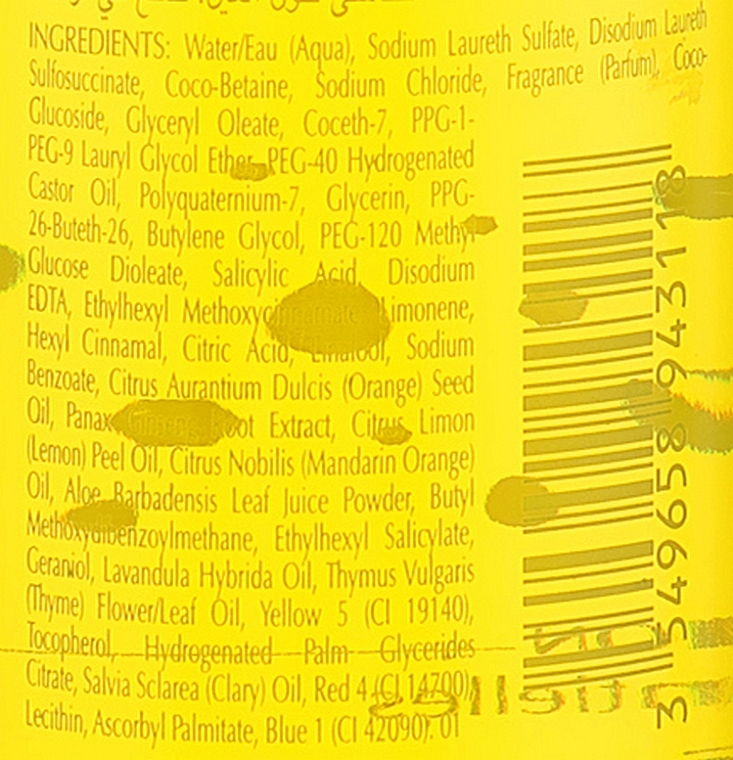 INGREDIENTS: Water/Eau (Aqua), Sodium Laureth Sulfate, Disodium Laureth
Sulfosuccinate, Coco-Betaine, Sodium Chloride, Fragrance (Parfum), Coco-
Glucoside, Glyceryl Oleate, Coceth-7, PPG-1-
PEG-9 Lauryl Glycol Ether, PEG-40 Hydrogenated
Castor Oil, Polyquaternium-7, Glycerin, PPG-
26-Buteth-26, Butylene Glycol, PEG-120 Methyl
Glucose Dioleate, Salicylic Acid, Disodium
EDTA, Ethylhexyl Methoxycinnamate, Limonene,
Hexyl Cinnamal, Citric Acid, Linalool, Sodium
Benzoate, Citrus Aurantium Dulcis (Orange) Seed
Oil, Panax Ginseng Root Extract, Citrus Limon
(Lemon) Peel Oil, Citrus Nobilis (Mandarin Orange)
Oil, Aloe Barbadensis Leaf Juice Powder, Butyl
Methoxydibenzoylmethane, Ethylhexyl Salicylate,
Geraniol, Lavandula Hybrida Oil, Thymus Vulgaris
(Thyme) Flower/Leaf Oil, Yellow 5 (CI 19140),
Tocopherol, Hydrogenated Palm Glycerides
Citrate, Salvia Sclarea (Clary) Oil, Red 4 (CI 14700),
Lecithin, Ascorbyl Palmitate, Blue 1 (CI 42090). 01
3 549658 943118